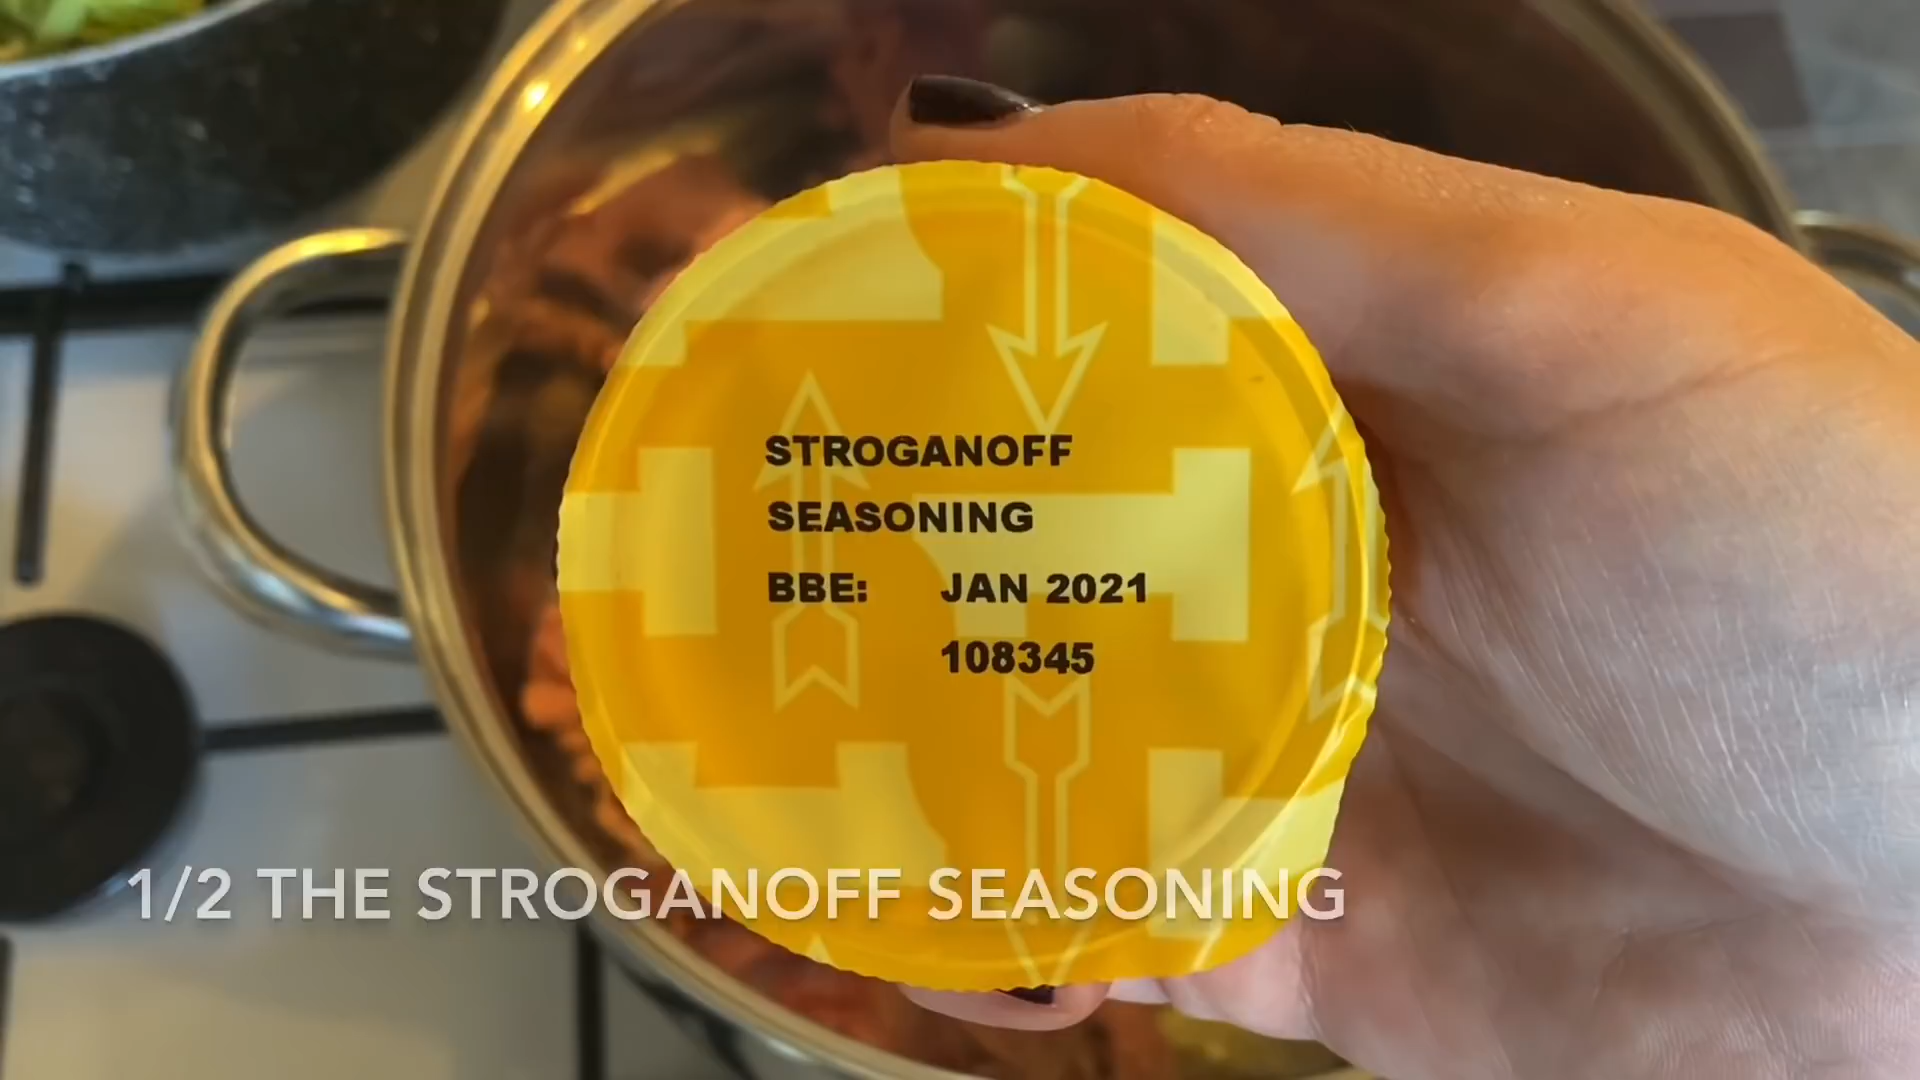 STROGANOFF
SEASONING
BBE: JAN 2021
108345
1/2 THE STROGANOFF SEASONING